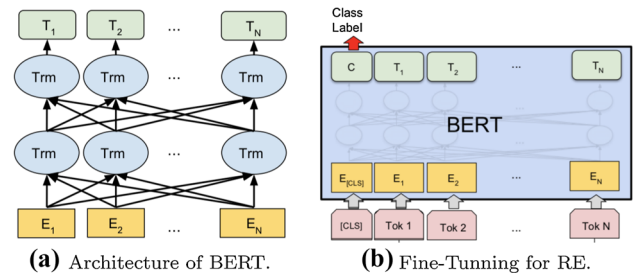 T1 T2 ... TN
Trm Trm ... Trm
Trm Trm ... Trm
E1 E2 ... EN
(a) Architecture of BERT.
Class
Label
C T1 T2 ... TN
BERT
E[CLS] E1 E2 ... EN
[CLS] Tok 1 Tok 2 ... Tok N
(b) Fine-Tunning for RE.